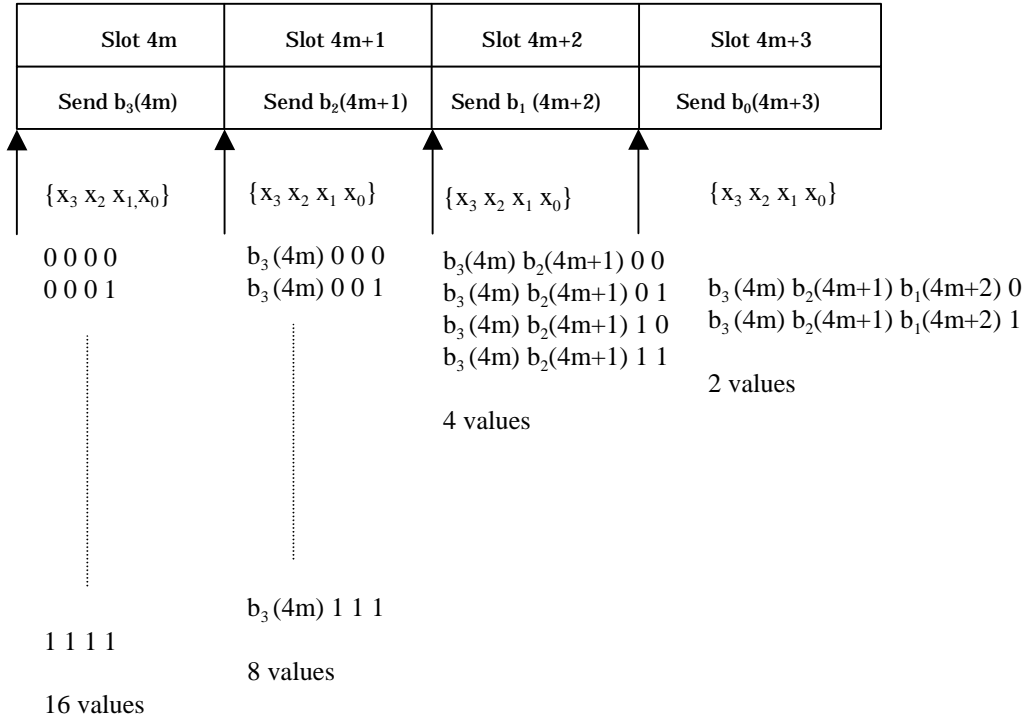 Slot 4m Slot 4m+1 Slot 4m+2 Slot 4m+3
Send b₃(4m) Send b₂(4m+1) Send b₁ (4m+2) Send b₀(4m+3)
{x₃ x₂ x₁,x₀} {x₃ x₂ x₁ x₀} {x₃ x₂ x₁ x₀} {x₃ x₂ x₁ x₀}
0 0 0 0
0 0 0 1
1 1 1 1
16 values
b₃ (4m) 0 0 0
b₃ (4m) 0 0 1
b₃ (4m) 1 1 1
8 values
b₃(4m) b₂(4m+1) 0 0
b₃ (4m) b₂(4m+1) 0 1
b₃ (4m) b₂(4m+1) 1 0
b₃ (4m) b₂(4m+1) 1 1
4 values
b₃ (4m) b₂(4m+1) b₁(4m+2) 0
b₃ (4m) b₂(4m+1) b₁(4m+2) 1
2 values